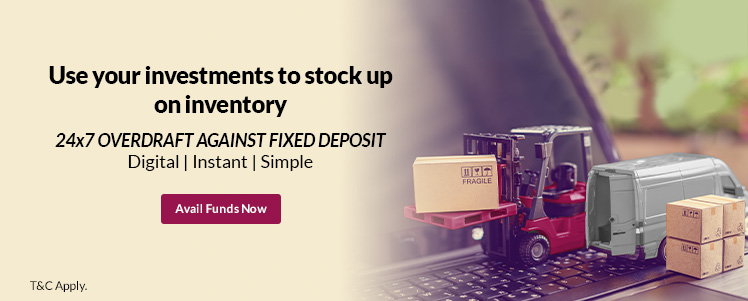 Use your investments to stock up
on inventory
24x7 OVERDRAFT AGAINST FIXED DEPOSIT
Digital | Instant | Simple
Avail Funds Now
T&C Apply.
FRAGILE